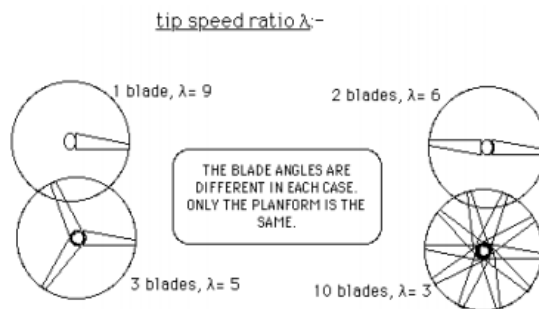 tip speed ratio λ:-
1 blade, λ= 9
2 blades, λ= 6
THE BLADE ANGLES ARE
DIFFERENT IN EACH CASE.
ONLY THE PLANFORM IS THE
SAME.
3 blades, λ= 5
10 blades, λ= 3